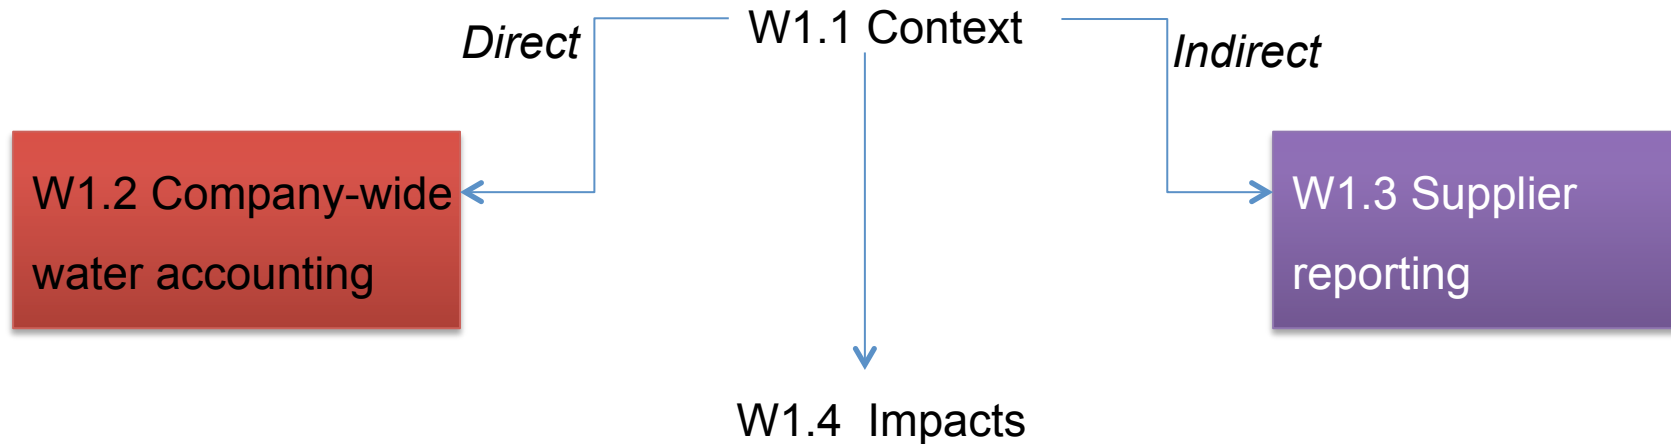 W1.1 Context
Direct
Indirect
W1.2 Company-wide
water accounting
W1.3 Supplier
reporting
W1.4 Impacts